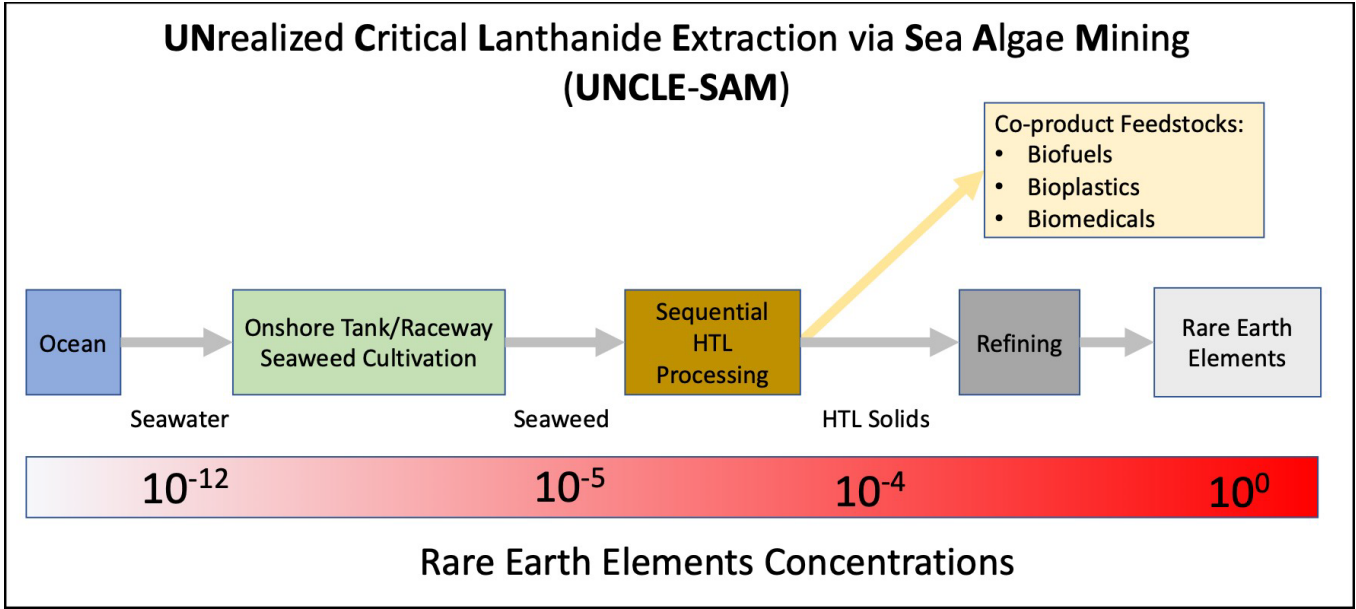 UNrealized Critical Lanthanide Extraction via Sea Algae Mining
(UNCLE-SAM)
Co-product Feedstocks:
• Biofuels
• Bioplastics
• Biomedicals
Ocean
Onshore Tank/Raceway
Seaweed Cultivation
Sequential
HTL
Processing
Refining
Rare Earth
Elements
Seawater
Seaweed
HTL Solids
10⁻¹²
10⁻⁵
10⁻⁴
10⁰
Rare Earth Elements Concentrations